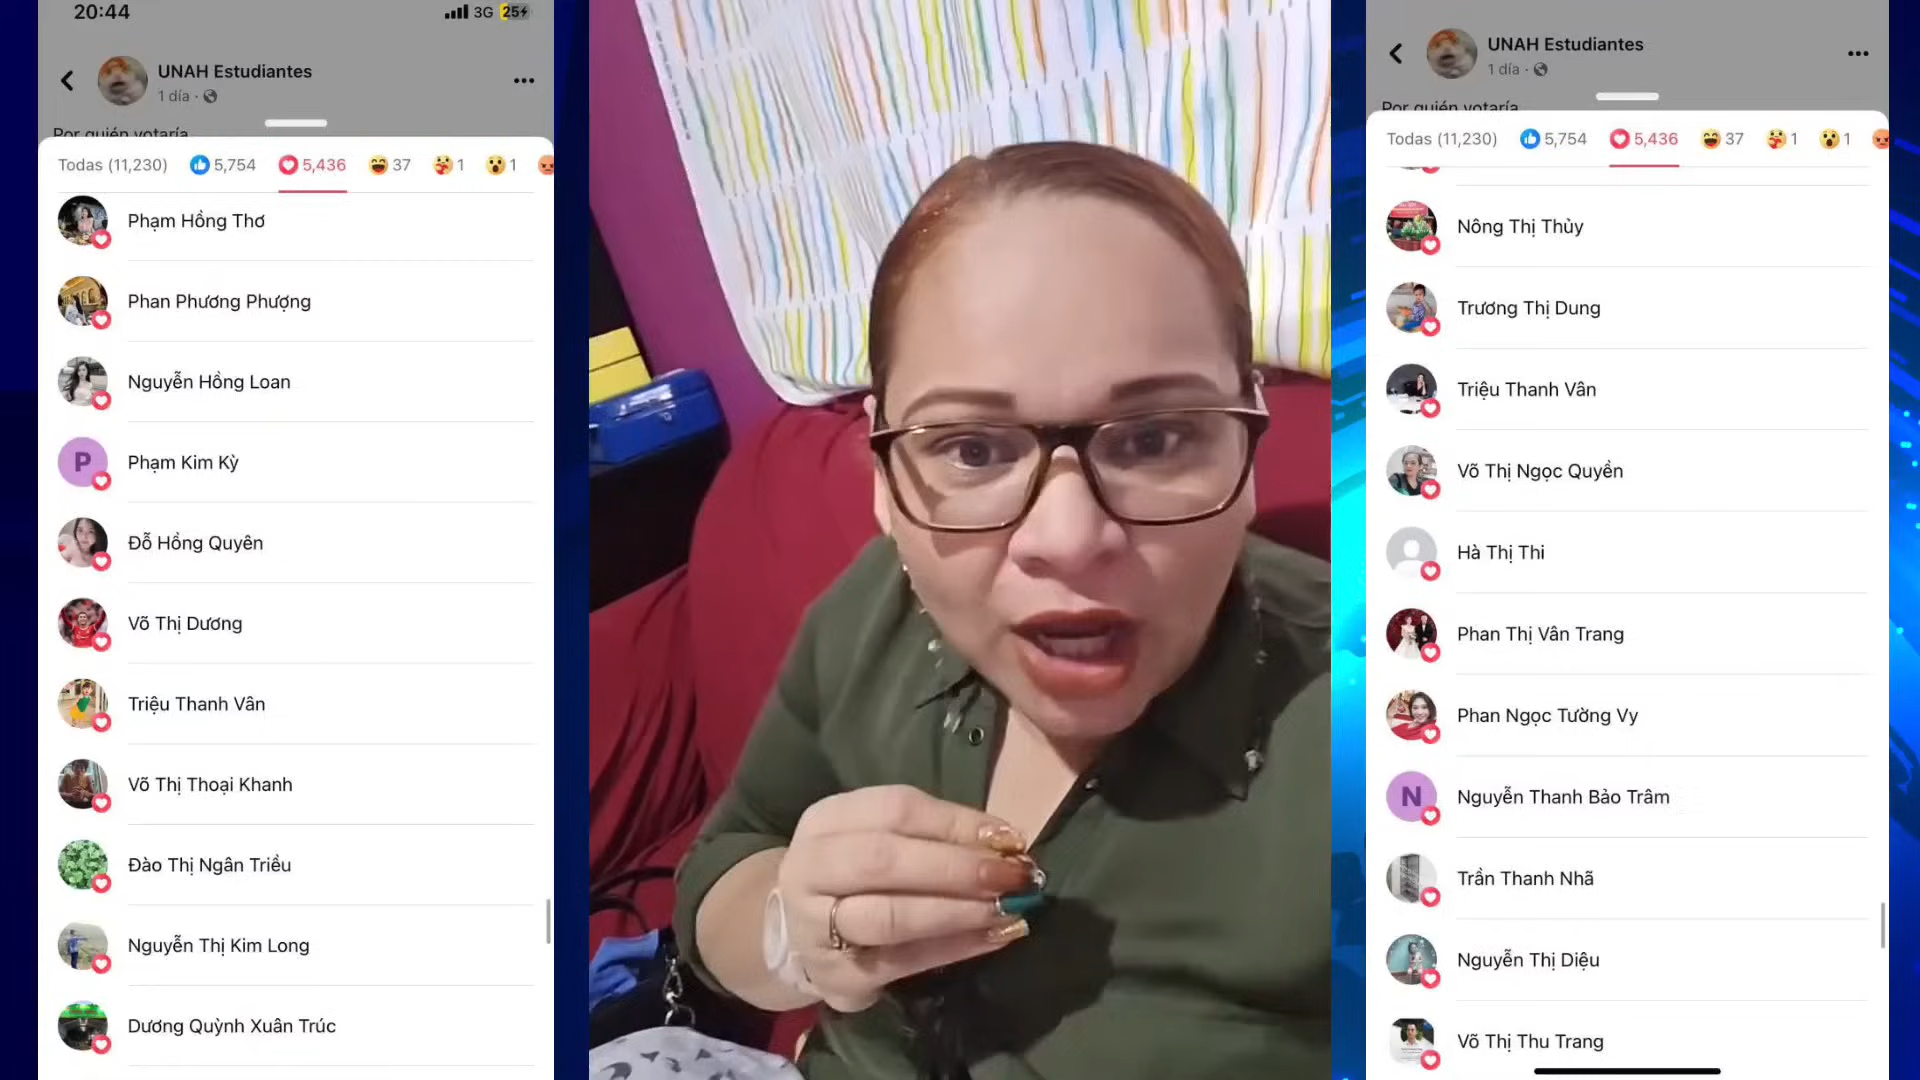 20:44
3G 25
UNAH Estudiantes
1 día ·
Por quién votaría
Todas (11,230) 5,754 5,436 37 1 1
Phạm Hồng Thơ
Phan Phương Phượng
Nguyễn Hồng Loan
P
Phạm Kim Kỳ
Đỗ Hồng Quyên
Võ Thị Dương
Triệu Thanh Vân
Võ Thị Thoại Khanh
Đào Thị Ngân Triều
Nguyễn Thị Kim Long
Dương Quỳnh Xuân Trúc
UNAH Estudiantes
1 día ·
Por quién votaría
Todas (11,230) 5,754 5,436 37 1 1
Nông Thị Thủy
Trương Thị Dung
Triệu Thanh Vân
Võ Thị Ngọc Quyền
Hà Thị Thi
Phan Thị Vân Trang
Phan Ngọc Tường Vy
N
Nguyễn Thanh Bảo Trâm
Trần Thanh Nhã
Nguyễn Thị Diệu
Võ Thị Thu Trang